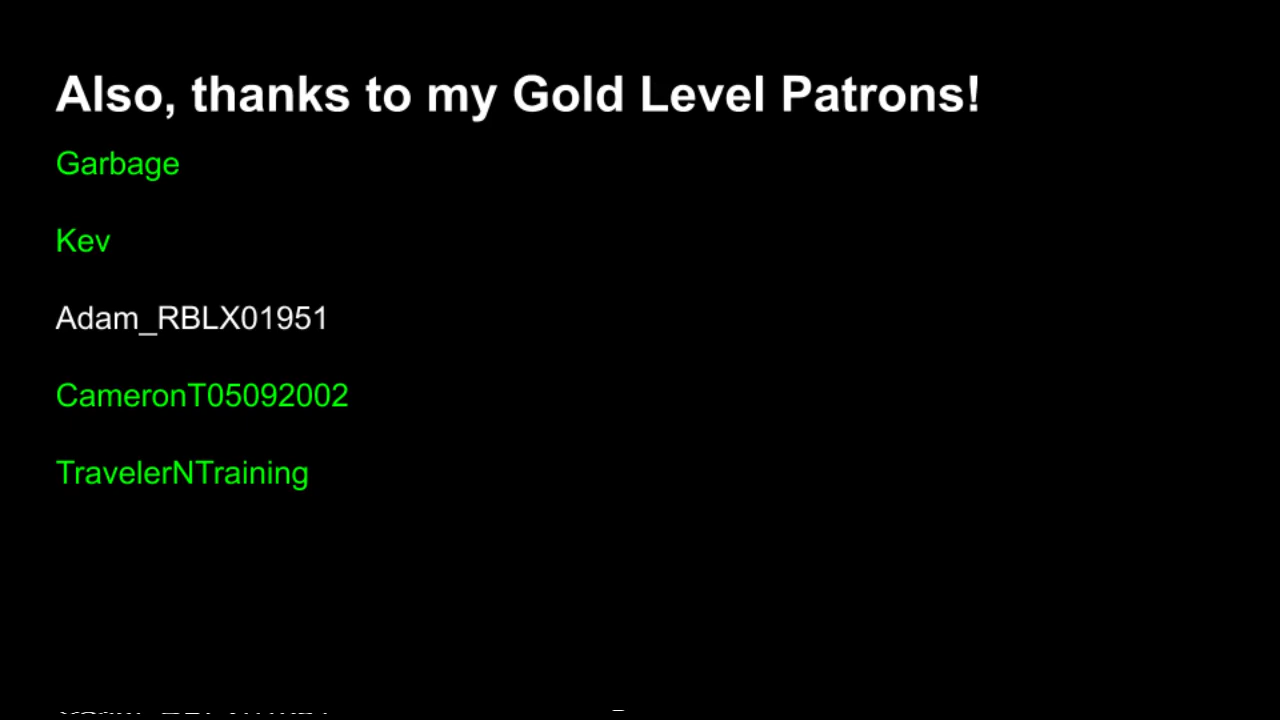 Also, thanks to my Gold Level Patrons!
Garbage
Kev
Adam_RBLX01951
CameronT05092002
TravelerNTraining